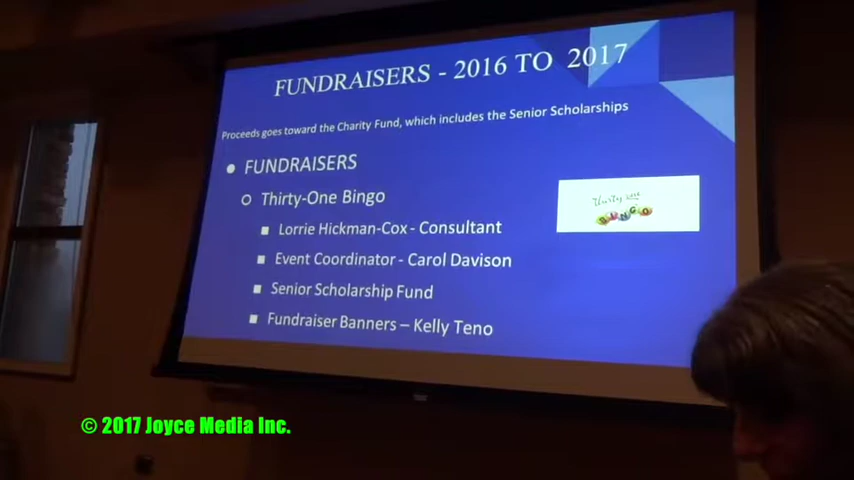 FUNDRAISERS - 2016 TO 2017
Proceeds goes toward the Charity Fund, which includes the Senior Scholarships
FUNDRAISERS
Thirty-One Bingo
Lorrie Hickman-Cox - Consultant
Event Coordinator - Carol Davison
Senior Scholarship Fund
Fundraiser Banners – Kelly Teno
BINGO
© 2017 Joyce Media Inc.